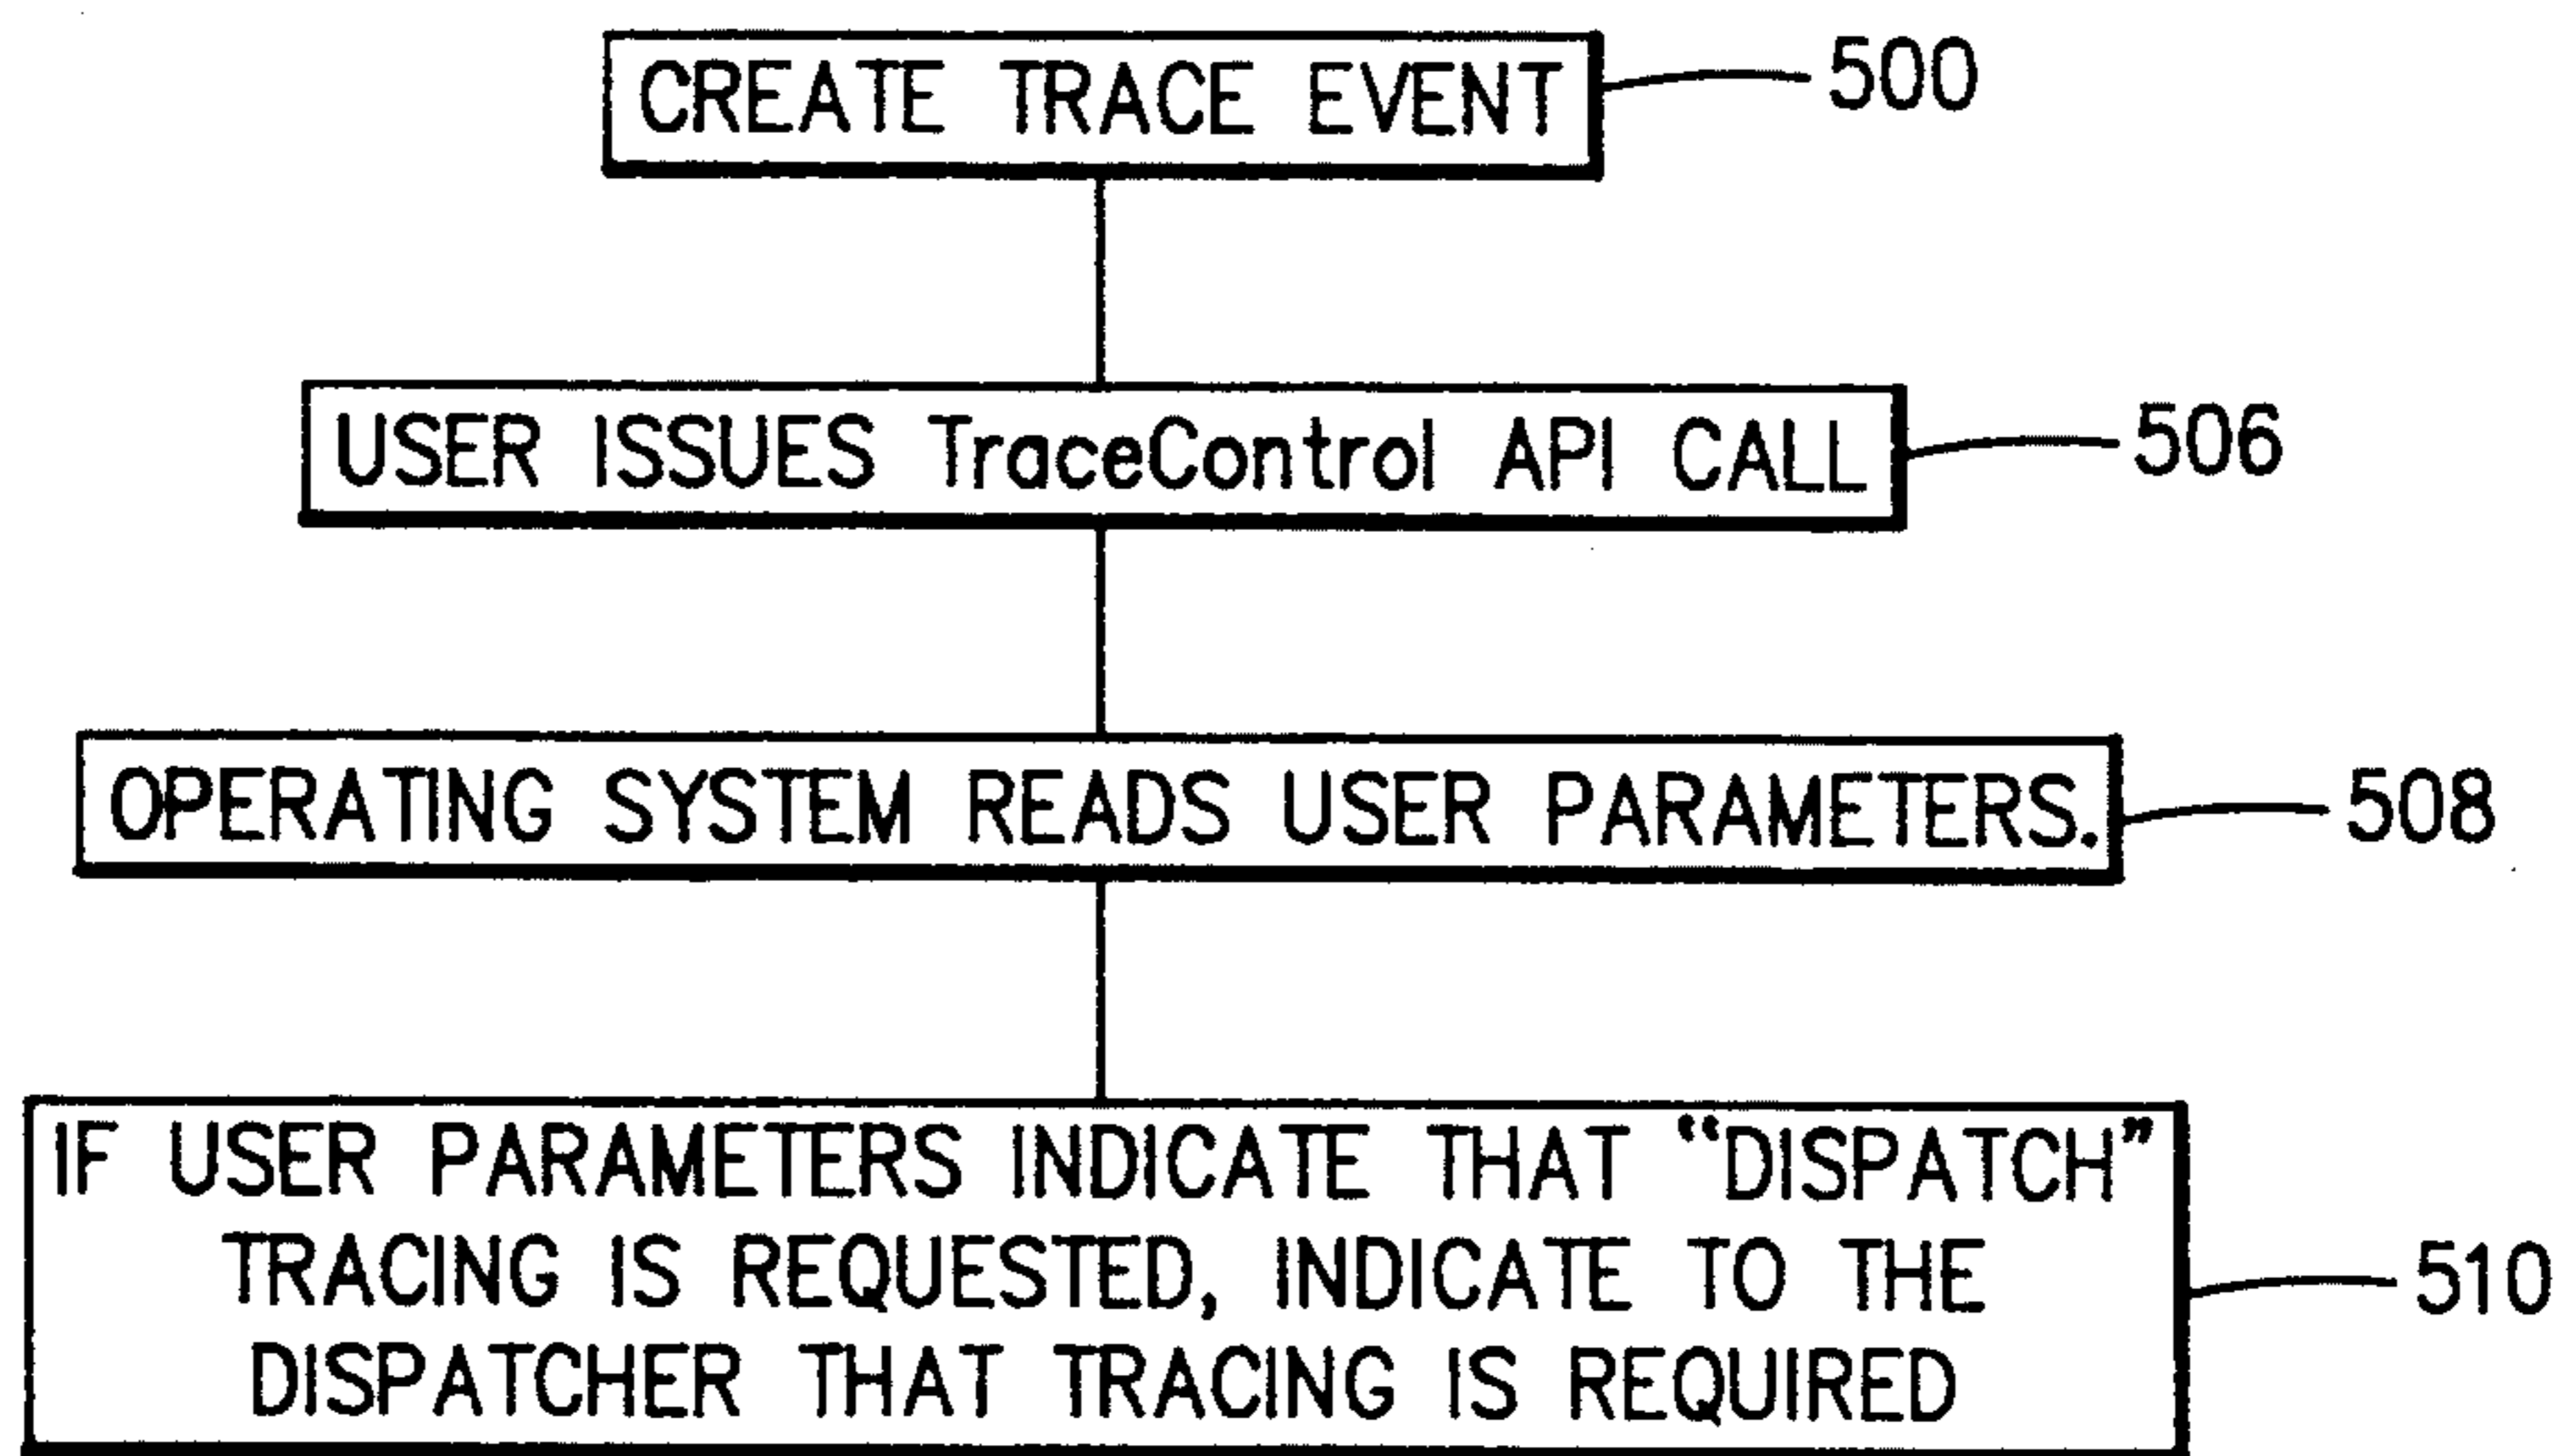 CREATE TRACE EVENT
500
USER ISSUES TraceControl API CALL
506
OPERATING SYSTEM READS USER PARAMETERS.
508
IF USER PARAMETERS INDICATE THAT “DISPATCH”
TRACING IS REQUESTED, INDICATE TO THE
DISPATCHER THAT TRACING IS REQUIRED
510